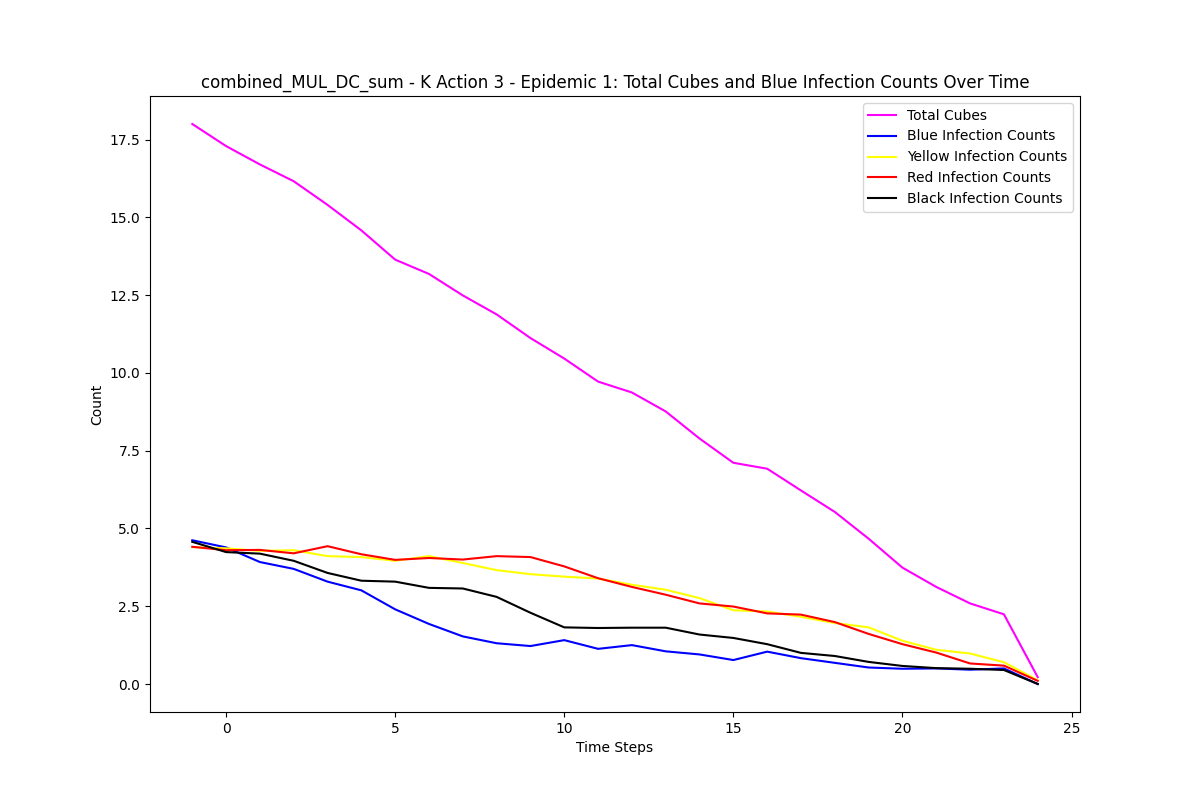 combined_MUL_DC_sum - K Action 3 - Epidemic 1: Total Cubes and Blue Infection Counts Over Time
Total Cubes
Blue Infection Counts
Yellow Infection Counts
Red Infection Counts
Black Infection Counts
17.5
15.0
12.5
10.0
7.5
5.0
2.5
0.0
Count
0 5 10 15 20 25
Time Steps